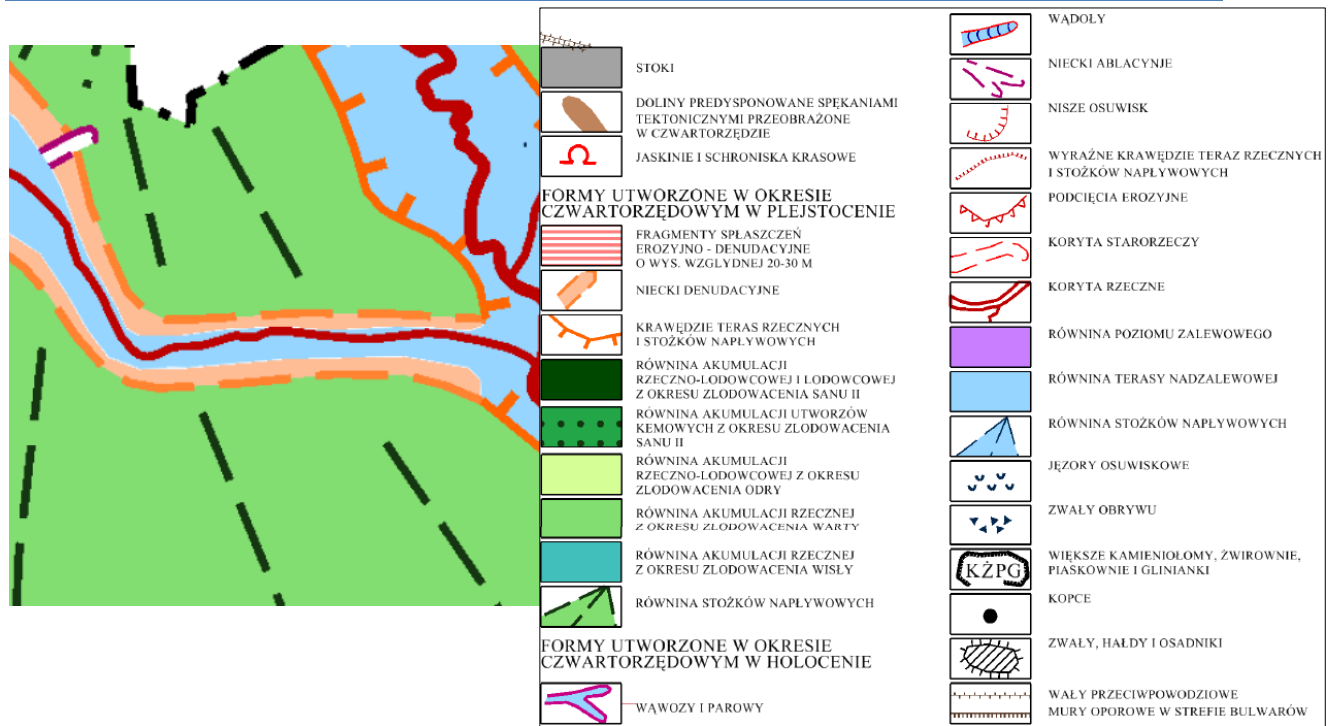 STOKI
DOLINY PREDYSPONOWANE SPĘKANIAMI
TEKTONICZNYMI PRZEOBRAŻONE
W CZWARTORZĘDZIE
JASKINIE I SCHRONISKA KRASOWE
FORMY UTWORZONE W OKRESIE
CZWARTORZĘDOWYM W PLEJSTOCENIE
FRAGMENTY SPŁASZCZEŃ
EROZYJNO - DENUDACYJNE
O WYS. WZGLYDNEJ 20-30 M
NIECKI DENUDACYJNE
KRAWĘDZIE TERAS RZECZNYCH
I STOŻKÓW NAPŁYWOWYCH
RÓWNINA AKUMULACJI
RZECZNO-LODOWCOWEJ I LODOWCOWEJ
Z OKRESU ZLODOWACENIA SANU II
RÓWNINA AKUMULACJI UTWORZÓW
KEMOWYCH Z OKRESU ZLODOWACENIA
SANU II
RÓWNINA AKUMULACJI
RZECZNO-LODOWCOWEJ Z OKRESU
ZLODOWACENIA ODRY
RÓWNINA AKUMULACJI RZECZNEJ
Z OKRESU ZLODOWACENIA WARTY
RÓWNINA AKUMULACJI RZECZNEJ
Z OKRESU ZLODOWACENIA WISŁY
RÓWNINA STOŻKÓW NAPŁYWOWYCH
FORMY UTWORZONE W OKRESIE
CZWARTORZĘDOWYM W HOLOCENIE
WĄWOZY I PAROWY
WĄDOŁY
NIECKI ABLACYNJE
NISZE OSUWISK
WYRAŹNE KRAWĘDZIE TERAZ RZECZNYCH
I STOŻKÓW NAPŁYWOWYCH
PODCIĘCIA EROZYJNE
KORYTA STARORZECZY
KORYTA RZECZNE
RÓWNINA POZIOMU ZALEWOWEGO
RÓWNINA TERASY NADZALEWOWEJ
RÓWNINA STOŻKÓW NAPŁYWOWYCH
JĘZORY OSUWISKOWE
ZWAŁY OBRYWU
KŻPG
WIĘKSZE KAMIENIOŁOMY, ŻWIROWNIE,
PIASKOWNIE I GLINIANKI
KOPCE
ZWAŁY, HAŁDY I OSADNIKI
WAŁY PRZECIWPOWODZIOWE
MURY OPOROWE W STREFIE BULWARÓW